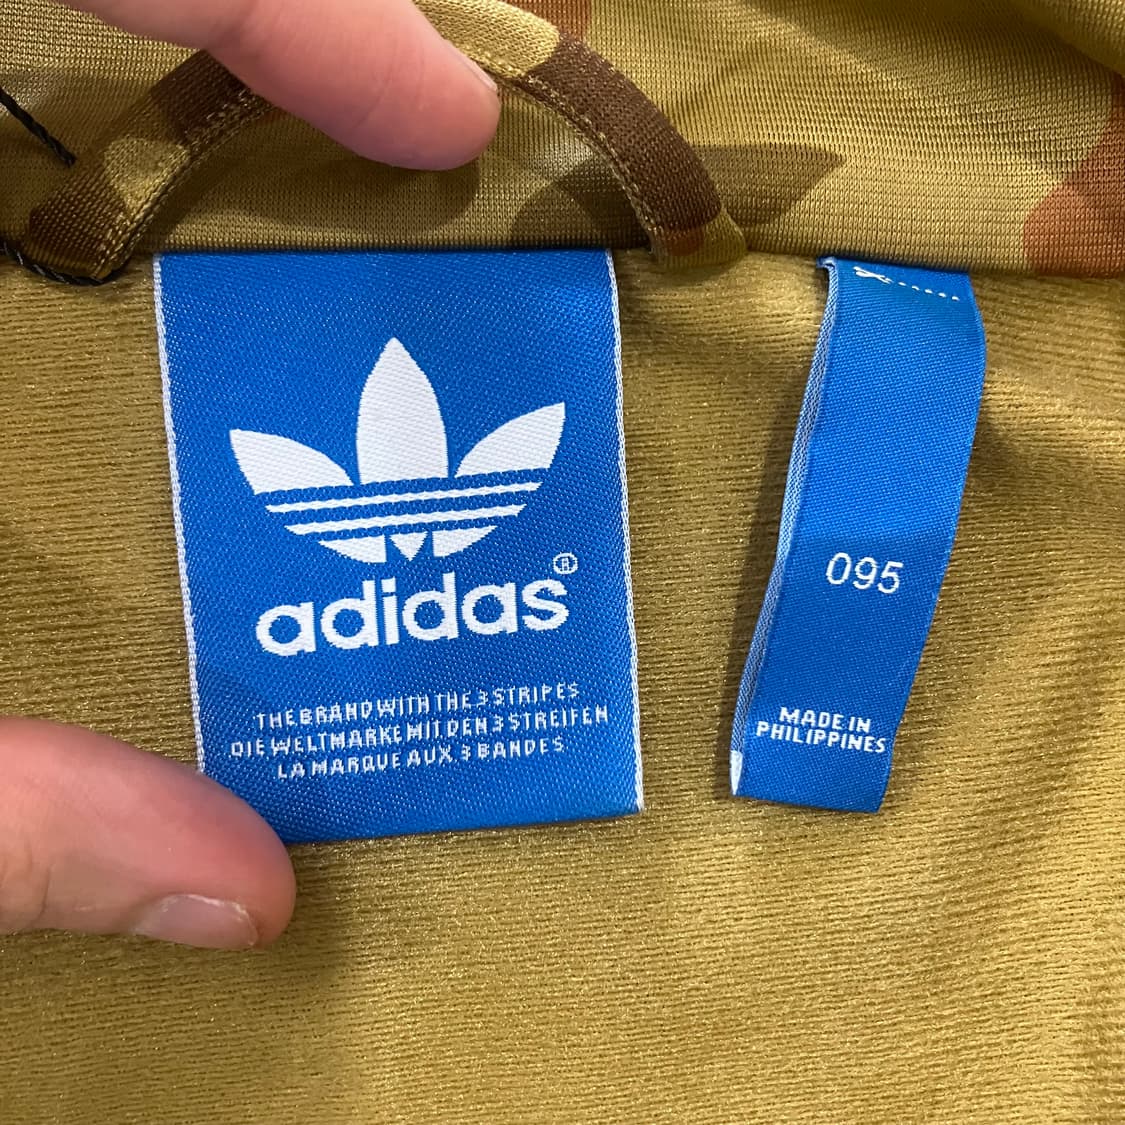 adidas®
THE BRAND WITH THE 3 STRIPES
DIE WELTMARKE MIT DEN 3 STREIFEN
LA MARQUE AUX 3 BANDES
095
MADE IN
PHILIPPINES